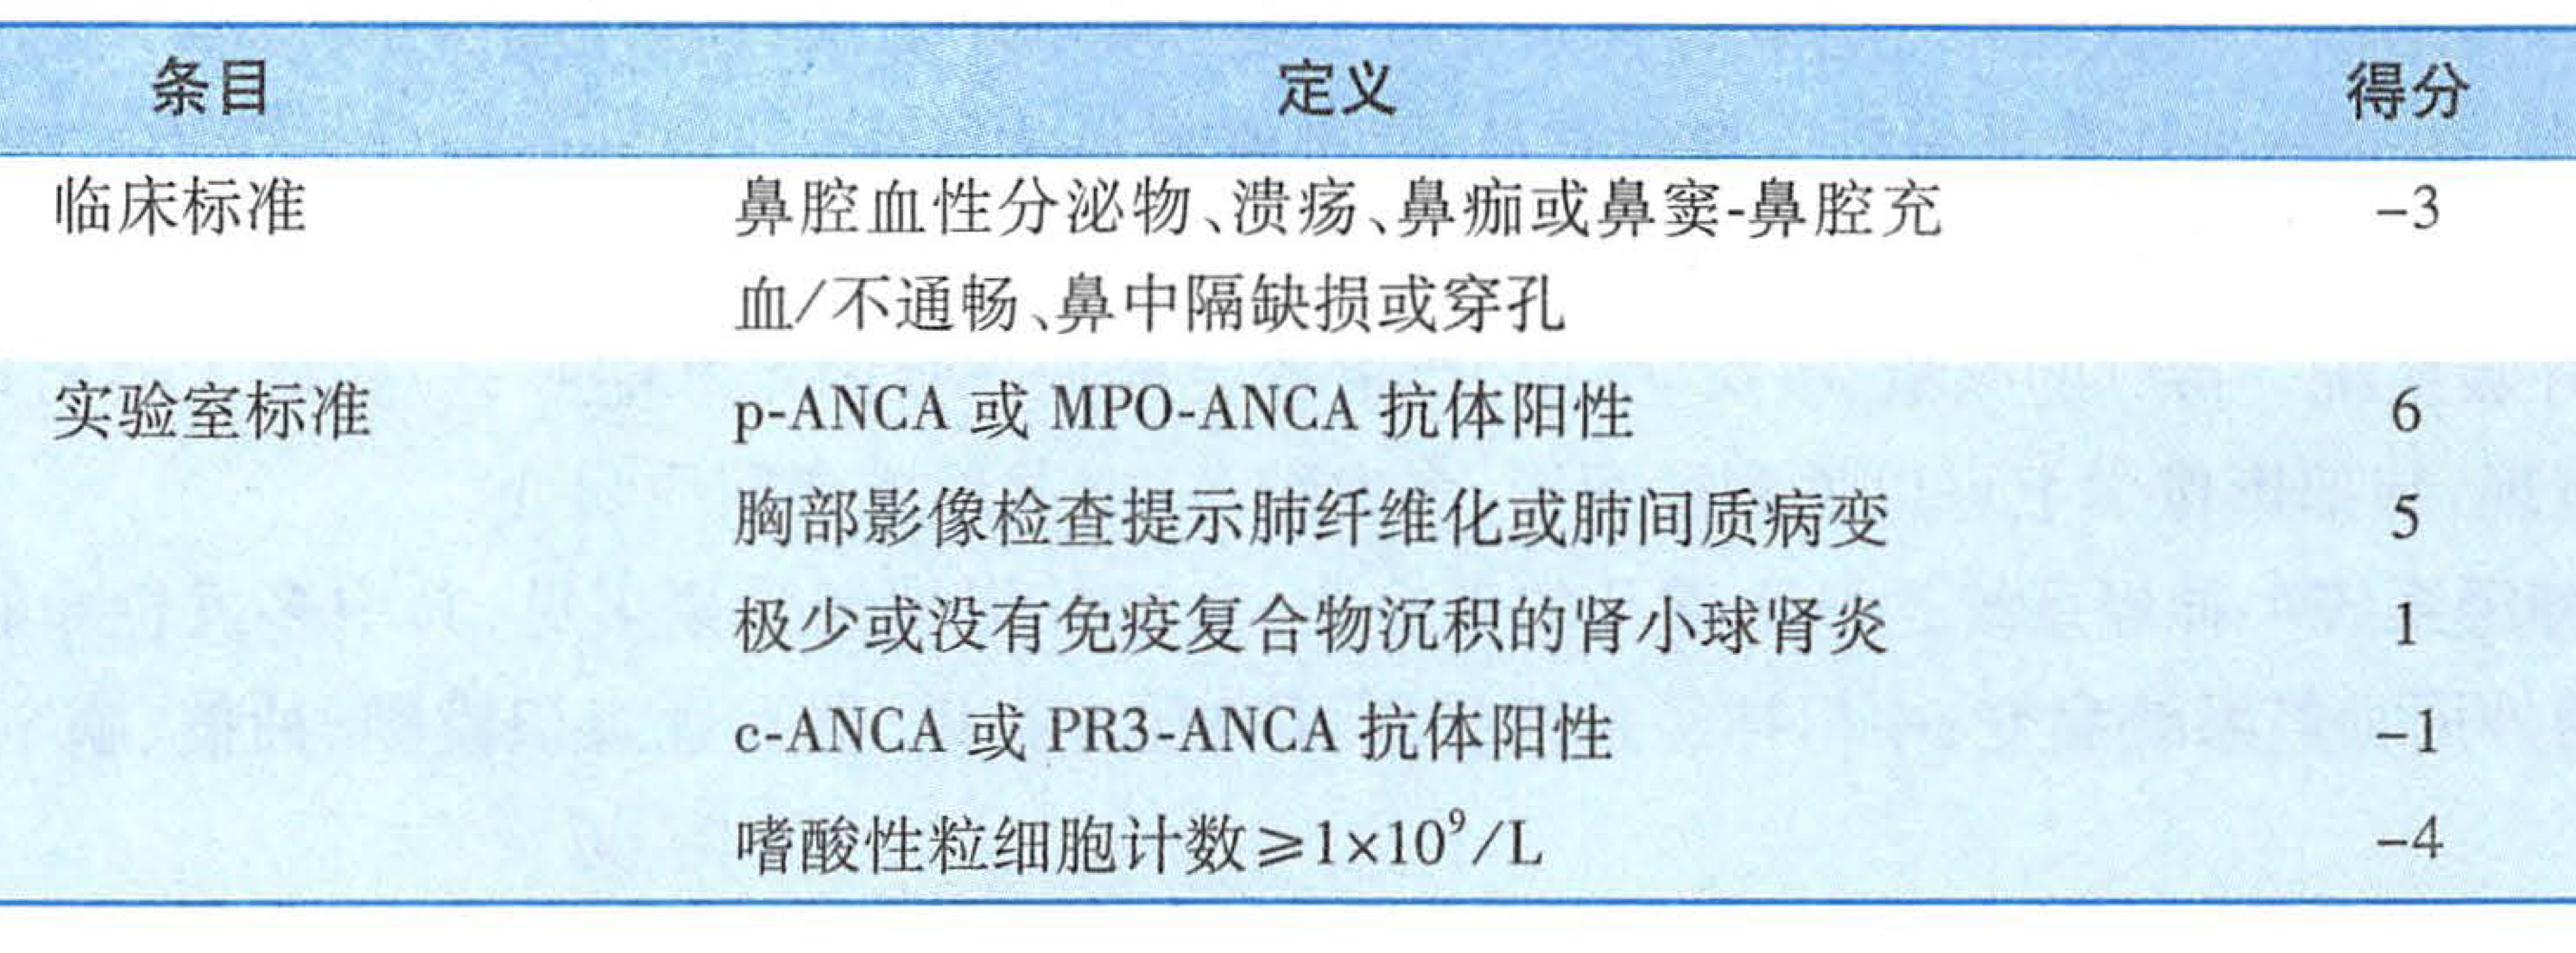 条目 定义 得分
临床标准 鼻腔血性分泌物、溃疡、鼻痂或鼻窦-鼻腔充 -3
血/不通畅、鼻中隔缺损或穿孔
实验室标准 p-ANCA 或 MPO-ANCA 抗体阳性 6
胸部影像检查提示肺纤维化或肺间质病变 5
极少或没有免疫复合物沉积的肾小球肾炎 1
c-ANCA 或 PR3-ANCA 抗体阳性 -1
嗜酸性粒细胞计数≥1×10⁹/L -4